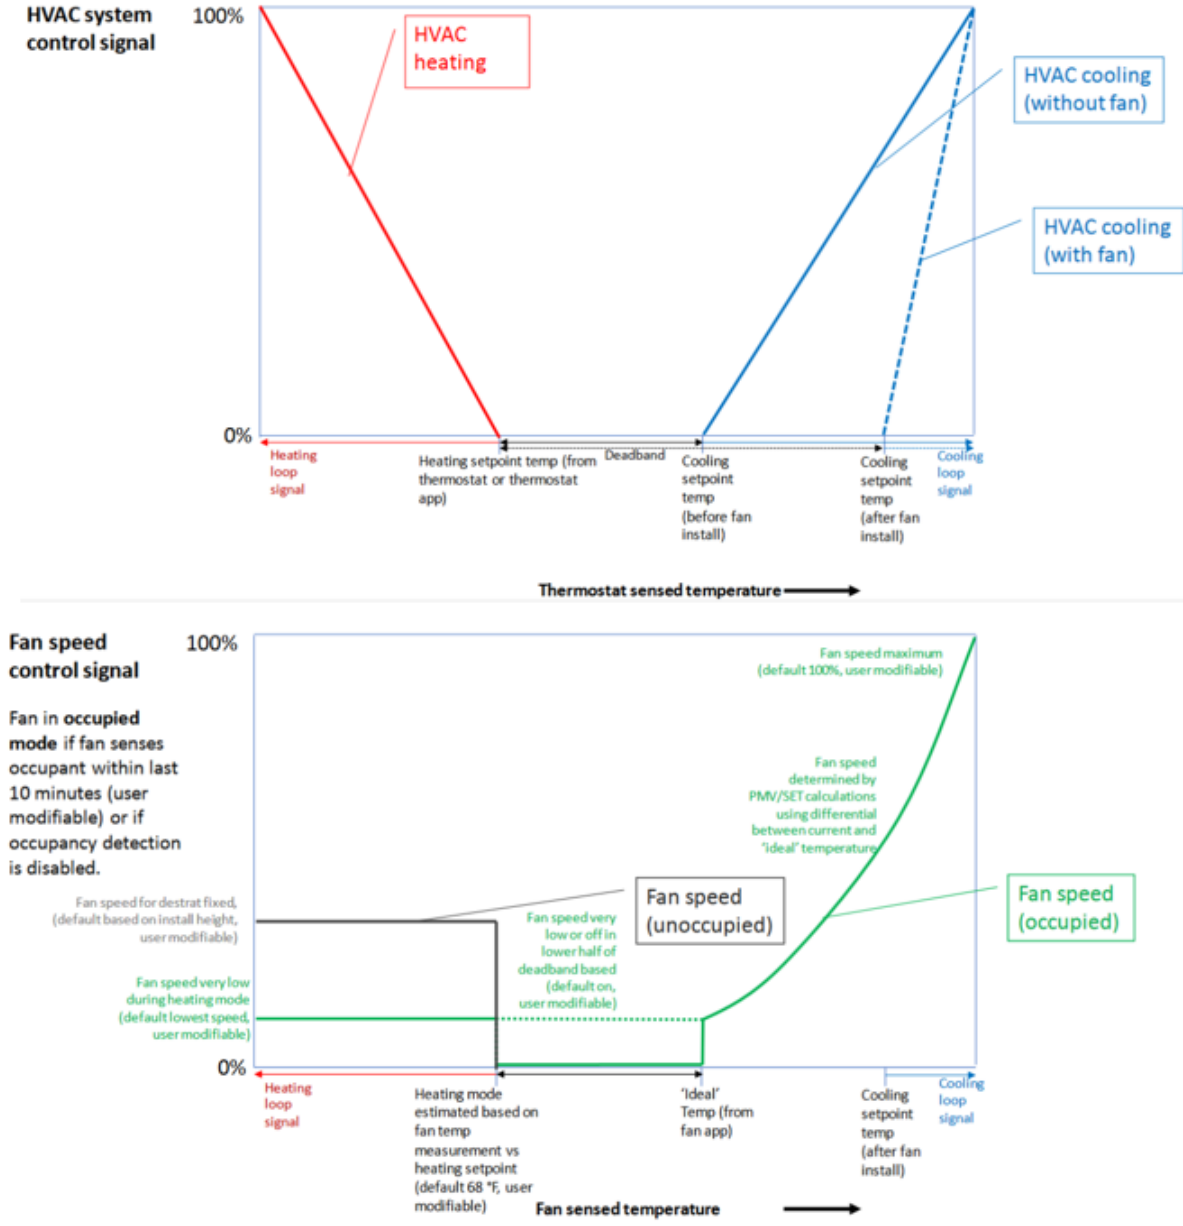 HVAC system
control signal
100%
HVAC
heating
HVAC cooling
(without fan)
HVAC cooling
(with fan)
0%
Heating
loop
signal
Heating setpoint temp (from
thermostat or thermostat
app)
Deadband
Cooling
setpoint
temp
(before fan
install)
Cooling
setpoint
temp
(after fan
install)
Cooling
loop
signal
Thermostat sensed temperature
Fan speed
control signal
100%
Fan in occupied
mode if fan senses
occupant within last
10 minutes (user
modifiable) or if
occupancy detection
is disabled.
Fan speed maximum
(default 100%, user modifiable)
Fan speed
determined by
PMV/SET calculations
using differential
between current and
'ideal' temperature
Fan speed for destrat fixed,
(default based on install height,
user modifiable)
Fan speed
(unoccupied)
Fan speed
(occupied)
Fan speed very
low or off in
lower half of
deadband based
(default on,
user modifiable)
Fan speed very low
during heating mode
(default lowest speed,
user modifiable)
0%
Heating
loop
signal
Heating mode
estimated based on
fan temp
measurement vs
heating setpoint
(default 68 °F, user
modifiable)
'Ideal'
Temp (from
fan app)
Cooling
setpoint
temp
(after fan
install)
Cooling
loop
signal
Fan sensed temperature